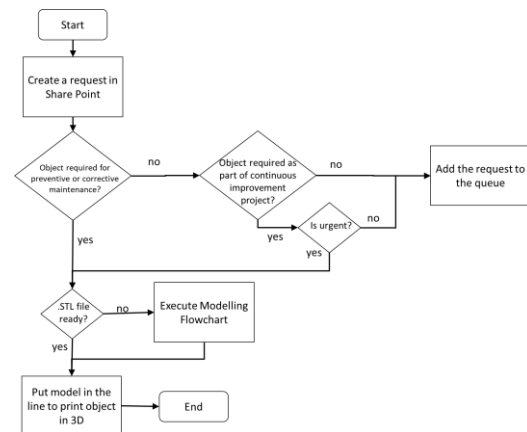 Start
Create a request in
Share Point
Object required for
preventive or corrective
maintenance?
no
Object required as
part of continuous
improvement
project?
no
Add the request to
the queue
yes
Is urgent?
no
yes
yes
.STL file
ready?
no
Execute Modelling
Flowchart
yes
Put model in the
line to print object
in 3D
End